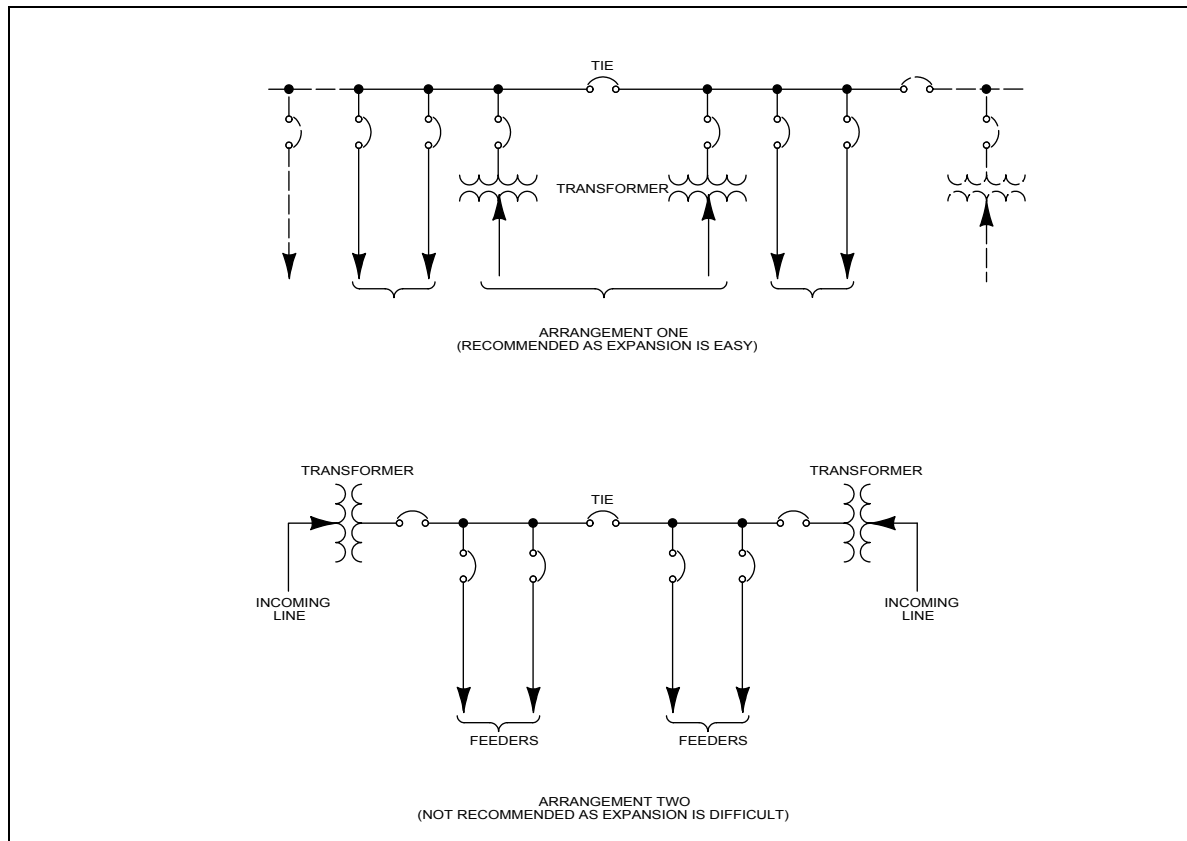 TIE
TRANSFORMER
ARRANGEMENT ONE
(RECOMMENDED AS EXPANSION IS EASY)
TRANSFORMER
TRANSFORMER
TIE
INCOMING
LINE
INCOMING
LINE
FEEDERS
FEEDERS
ARRANGEMENT TWO
(NOT RECOMMENDED AS EXPANSION IS DIFFICULT)